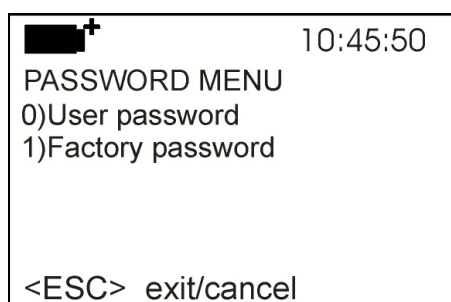 10:45:50
PASSWORD MENU
0)User password
1)Factory password
<ESC> exit/cancel